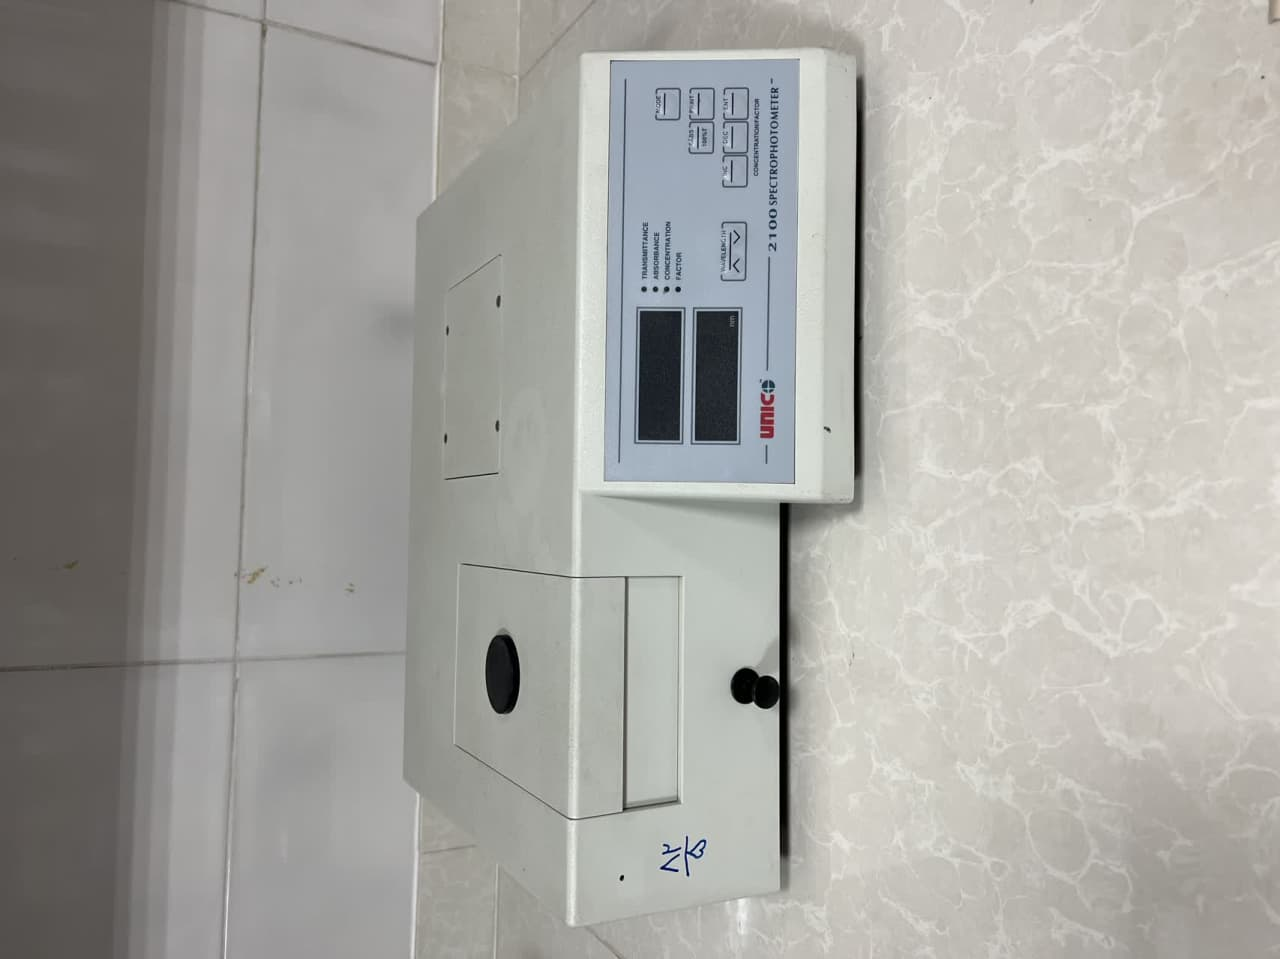 TRANSMITTANCE
ABSORBANCE
CONCENTRATION
FACTOR
MODE
PRINT
0ABS
100%T
nm
WAVELENGTH
INC
DEC
ENT
CONCENTRATION/FACTOR
UNICO
2100 SPECTROPHOTOMETER